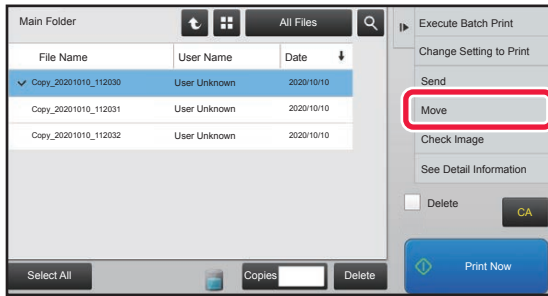 Main Folder
All Files
File Name User Name Date
Copy_20201010_112030 User Unknown 2020/10/10
Copy_20201010_112031 User Unknown 2020/10/10
Copy_20201010_112032 User Unknown 2020/10/10
Select All
Copies
Delete
Execute Batch Print
Change Setting to Print
Send
Move
Check Image
See Detail Information
Delete
CA
Print Now